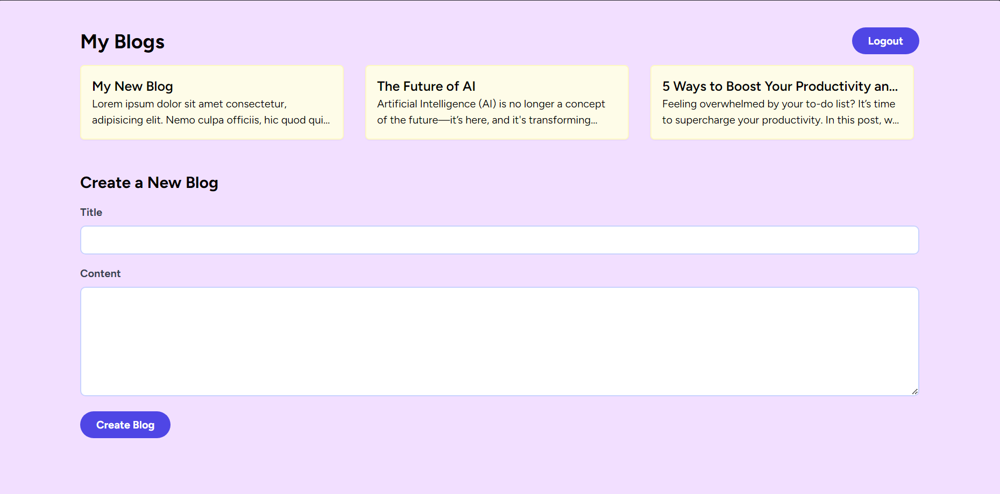 My Blogs
Logout
My New Blog
Lorem ipsum dolor sit amet consectetur,
adipisicing elit. Nemo culpa officiis, hic quod qui...
The Future of AI
Artificial Intelligence (AI) is no longer a concept
of the future—it’s here, and it's transforming...
5 Ways to Boost Your Productivity an...
Feeling overwhelmed by your to-do list? It’s time
to supercharge your productivity. In this post, w...
Create a New Blog
Title
Content
Create Blog